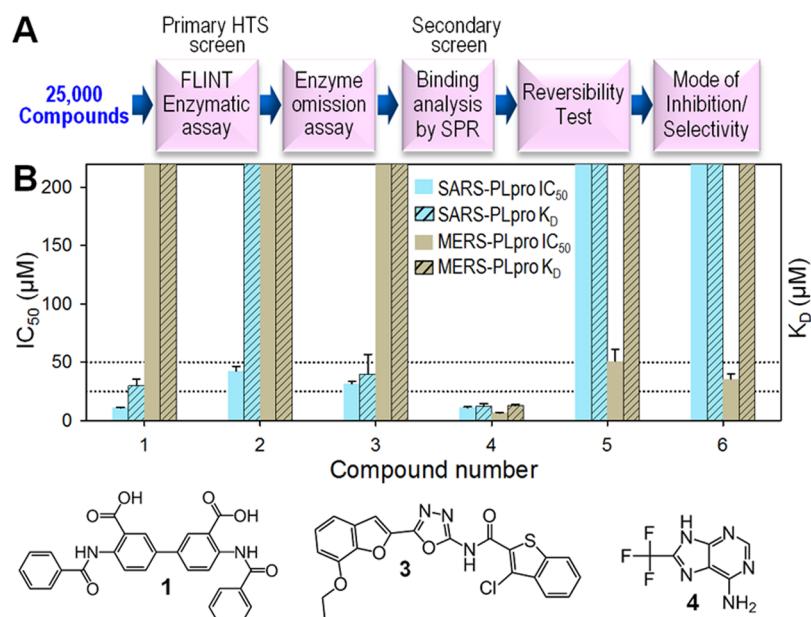 A
Primary HTS
screen
Secondary
screen
25,000
Compounds
FLINT
Enzymatic
assay
Enzyme
omission
assay
Binding
analysis
by SPR
Reversibility
Test
Mode of
Inhibition/
Selectivity
B
IC50 (µM)
200
150
100
50
0
SARS-PLpro IC50
SARS-PLpro KD
MERS-PLpro IC50
MERS-PLpro KD
KD (µM)
1 2 3 4 5 6
Compound number
O OH O OH
NH HN
O O
1
O O N N O NH O S Cl
3
F F F HN N N N NH2
4